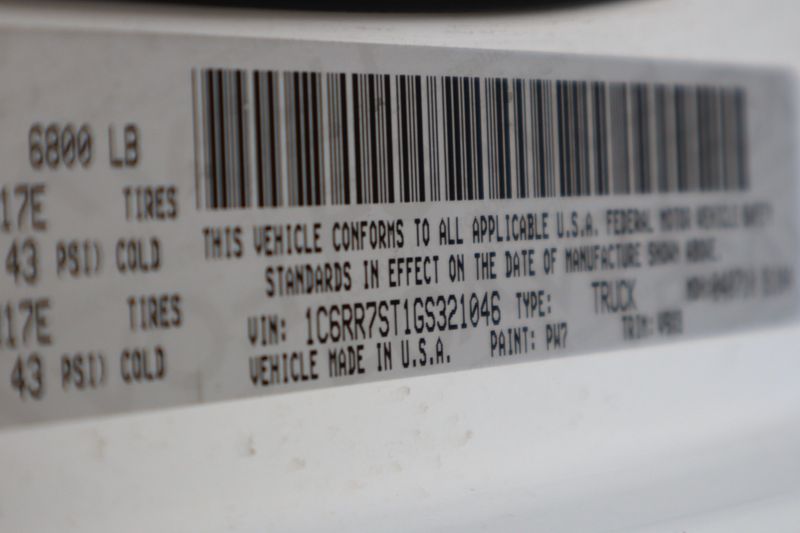 6800 LB
17E TIRES
43 PSI) COLD
17E TIRES
43 PSI) COLD
THIS VEHICLE CONFORMS TO ALL APPLICABLE U.S.A. FEDERAL MOTOR VEHICLE SAFETY
STANDARDS IN EFFECT ON THE DATE OF MANUFACTURE SHOWN ABOVE.
VIN: 1C6RR7ST1GS321046 TYPE: TRUCK
VEHICLE MADE IN U.S.A. PAINT: PW7 TRIM: